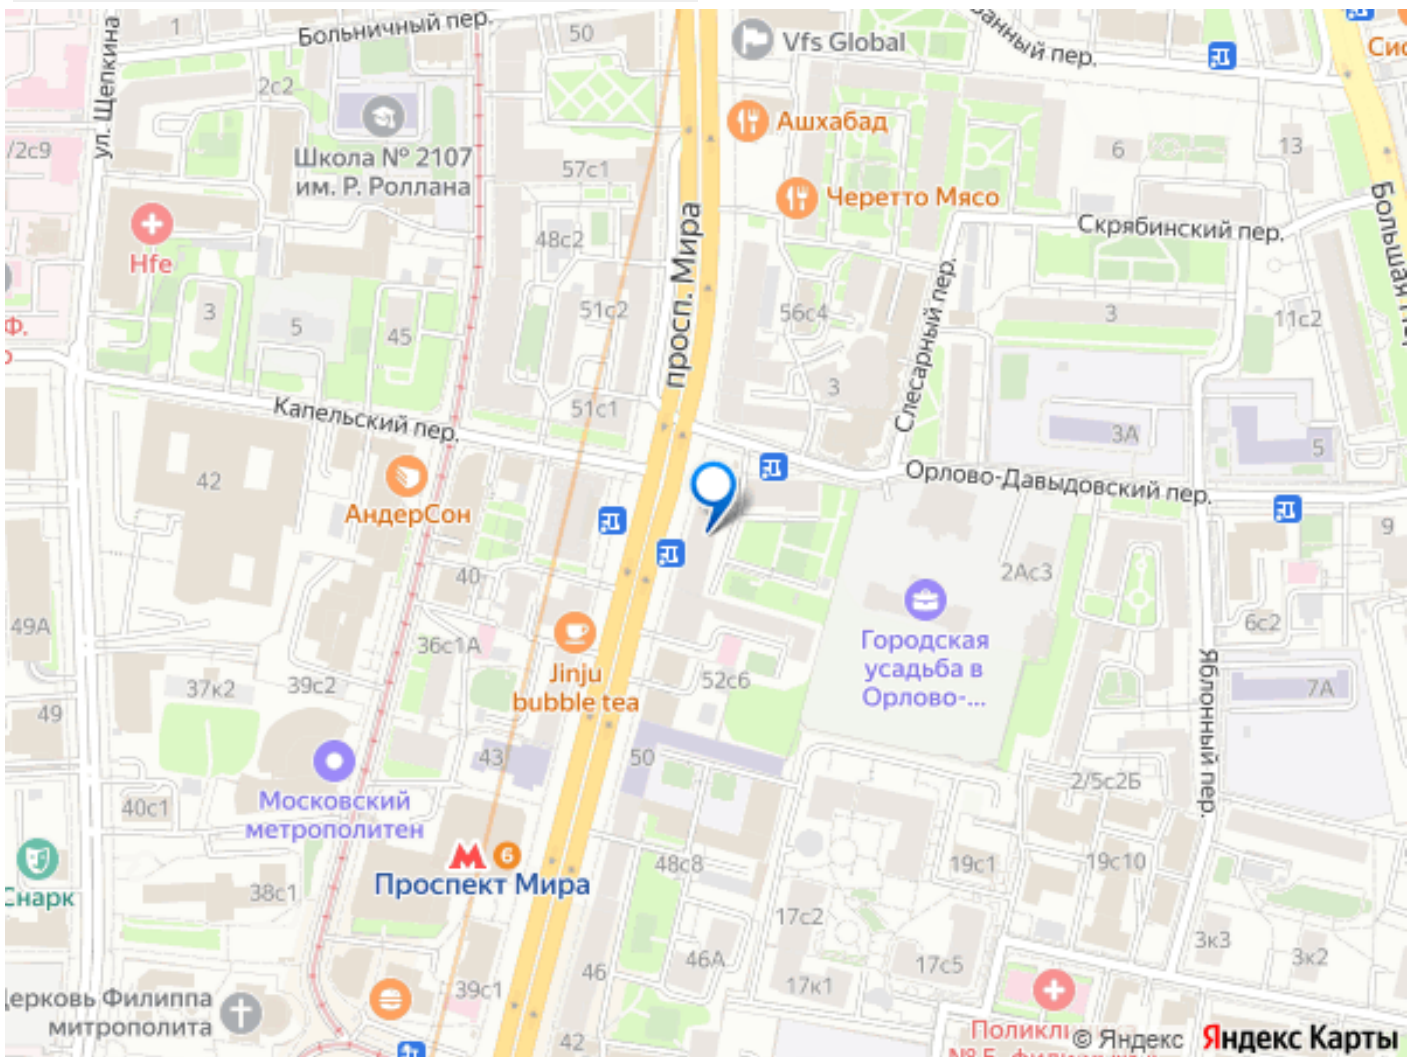 Больничный пер.
1
50
Vfs Global
анный пер.
Сис
ул. Щепкина
2с2
Ашхабад
/2с9
Школа № 2107
им. Р. Роллана
57с1
6
13
Черетто Мясо
Скрябинский пер.
Hfe
48с2
просп. Мира
Слесарный пер.
Большая
Ф.
3
5
45
51с2
56с4
3
11с2
3
Капельский пер.
51с1
3А
5
42
АндерСон
Орлово-Давыдовский пер.
9
40
2Ас3
49А
36с1А
Городская
усадьба в
Орлово-...
6с2
37к2
39с2
Jinju
bubble tea
52с6
Яблонный пер.
7А
49
43
50
2/5с2Б
Московский
метрополитен
40с1
6
Проспект Мира
48с8
19с1
19с10
Снарк
38с1
17с2
3к3
3к2
46
46А
17с5
17к1
39с1
Церковь Филиппа
митрополита
42
Поликли
© Яндекс
Яндекс Карты